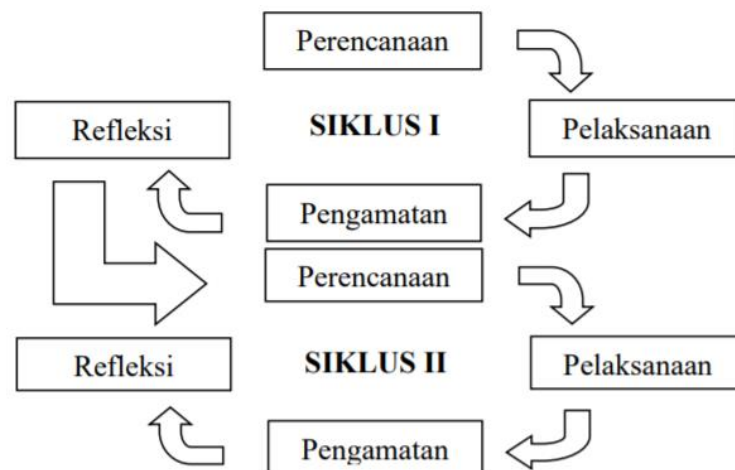 Perencanaan
Refleksi
SIKLUS I
Pelaksanaan
Pengamatan
Perencanaan
Refleksi
SIKLUS II
Pelaksanaan
Pengamatan